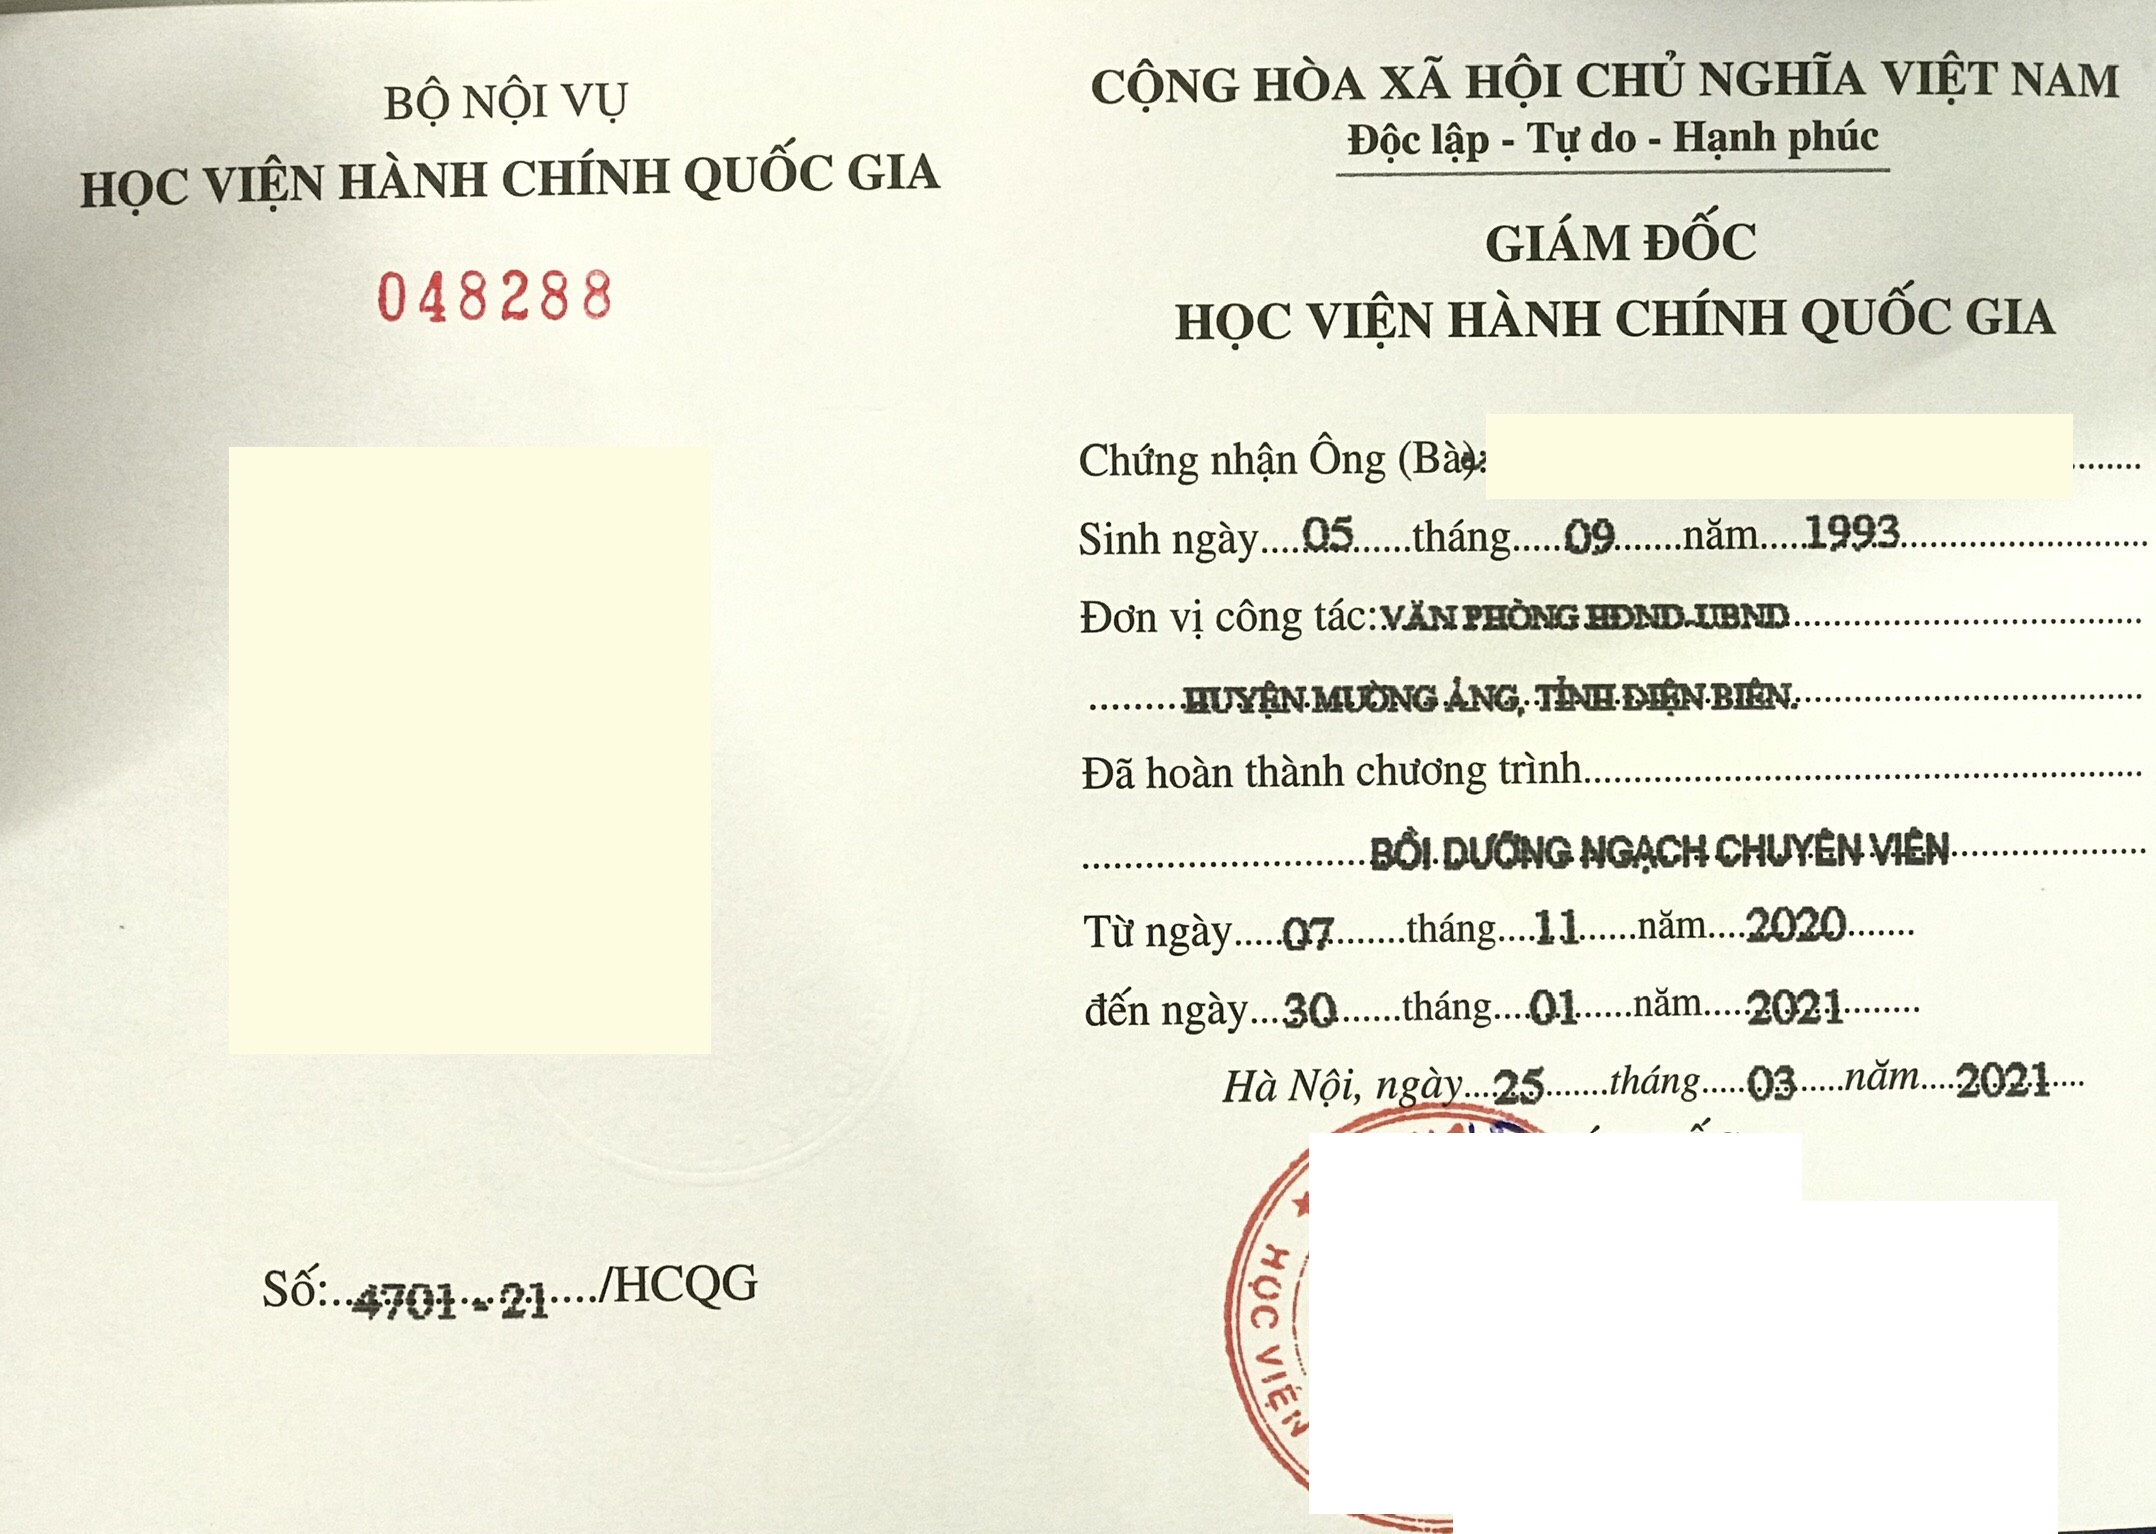 BỘ NỘI VỤ
HỌC VIỆN HÀNH CHÍNH QUỐC GIA
048288
Số:..4701 - 21..../HCQG
CỘNG HÒA XÃ HỘI CHỦ NGHĨA VIỆT NAM
Độc lập - Tự do - Hạnh phúc
GIÁM ĐỐC
HỌC VIỆN HÀNH CHÍNH QUỐC GIA
Chứng nhận Ông (Bà):
Sinh ngày....05......tháng.....09.......năm.....1993
Đơn vị công tác: VĂN PHÒNG HĐND-UBND
HUYỆN MƯỜNG ẢNG, TỈNH ĐIỆN BIÊN.
Đã hoàn thành chương trình
BỒI DƯỠNG NGẠCH CHUYÊN VIÊN
Từ ngày.....07........tháng....11......năm....2020.......
đến ngày...30........tháng....01......năm.....2021........
Hà Nội, ngày...25.......tháng.....03.....năm....2021....
HỌC VIỆN